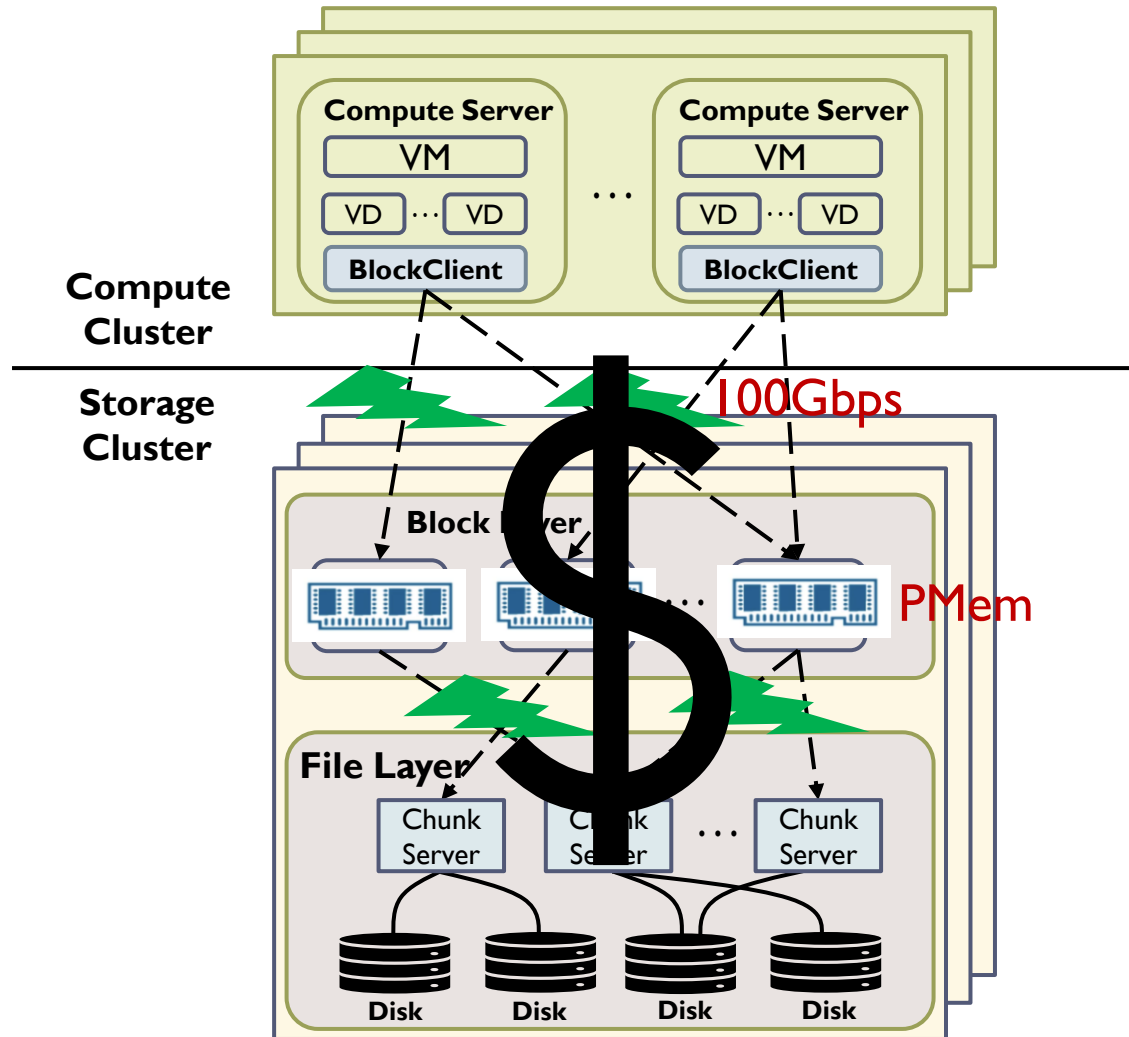 Compute Server
VM
VD ... VD
BlockClient
...
Compute Server
VM
VD ... VD
BlockClient
Compute
Cluster
Storage
Cluster
100Gbps
$
Block
...
PMem
File Layer
Chunk
Server
Chunk
Server
...
Chunk
Server
Disk
Disk
Disk
Disk